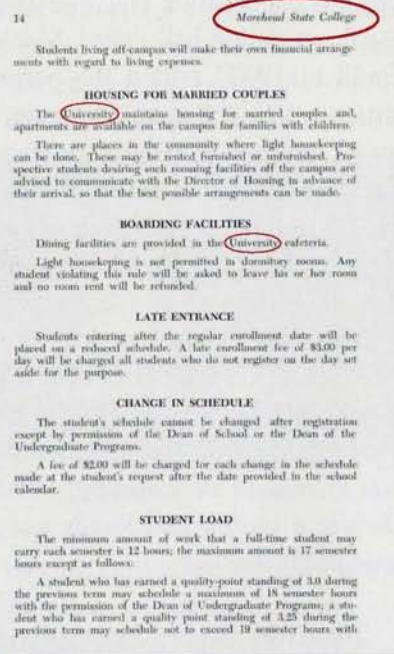 14
Morehead State College
Students living off-campus will make their own financial arrange-
ments with regard to living expenses.
HOUSING FOR MARRIED COUPLES
The University maintains housing for married couples and,
apartments are available on the campus for families with children.
There are places in the community where light housekeeping
can be done. These may be rented furnished or unfurnished. Pro-
spective students desiring such rooming facilities off the campus are
advised to communicate with the Director of Housing in advance of
their arrival, so that the best possible arrangements can be made.
BOARDING FACILITIES
Dining facilities are provided in the University cafeteria.
Light housekeping is not permitted in dormitory rooms. Any
student violating this rule will be asked to leave his or her room
and no room rent will be refunded.
LATE ENTRANCE
Students entering after the regular enrollment date will be
placed on a reduced schedule. A late enrollment fee of $3.00 per
day will be charged all students who do not register on the day set
aside for the purpose.
CHANGE IN SCHEDULE
The student's schedule cannot be changed after registration
except by permission of the Dean of School or the Dean of the
Undergraduate Programs.
A fee of $2.00 will be charged for each change in the schedule
made at the student's request after the date provided in the school
calendar.
STUDENT LOAD
The minimum amount of work that a full-time student may
carry each semester is 12 hours; the maximum amount is 17 semester
hours except as follows:
A student who has earned a quality-point standing of 3.0 during
the previous term may schedule a maximum of 18 semester hours
with the permission of the Dean of Undergraduate Programs; a stu-
dent who has earned a quality point standing of 3.25 during the
previous term may schedule not to exceed 19 semester hours with